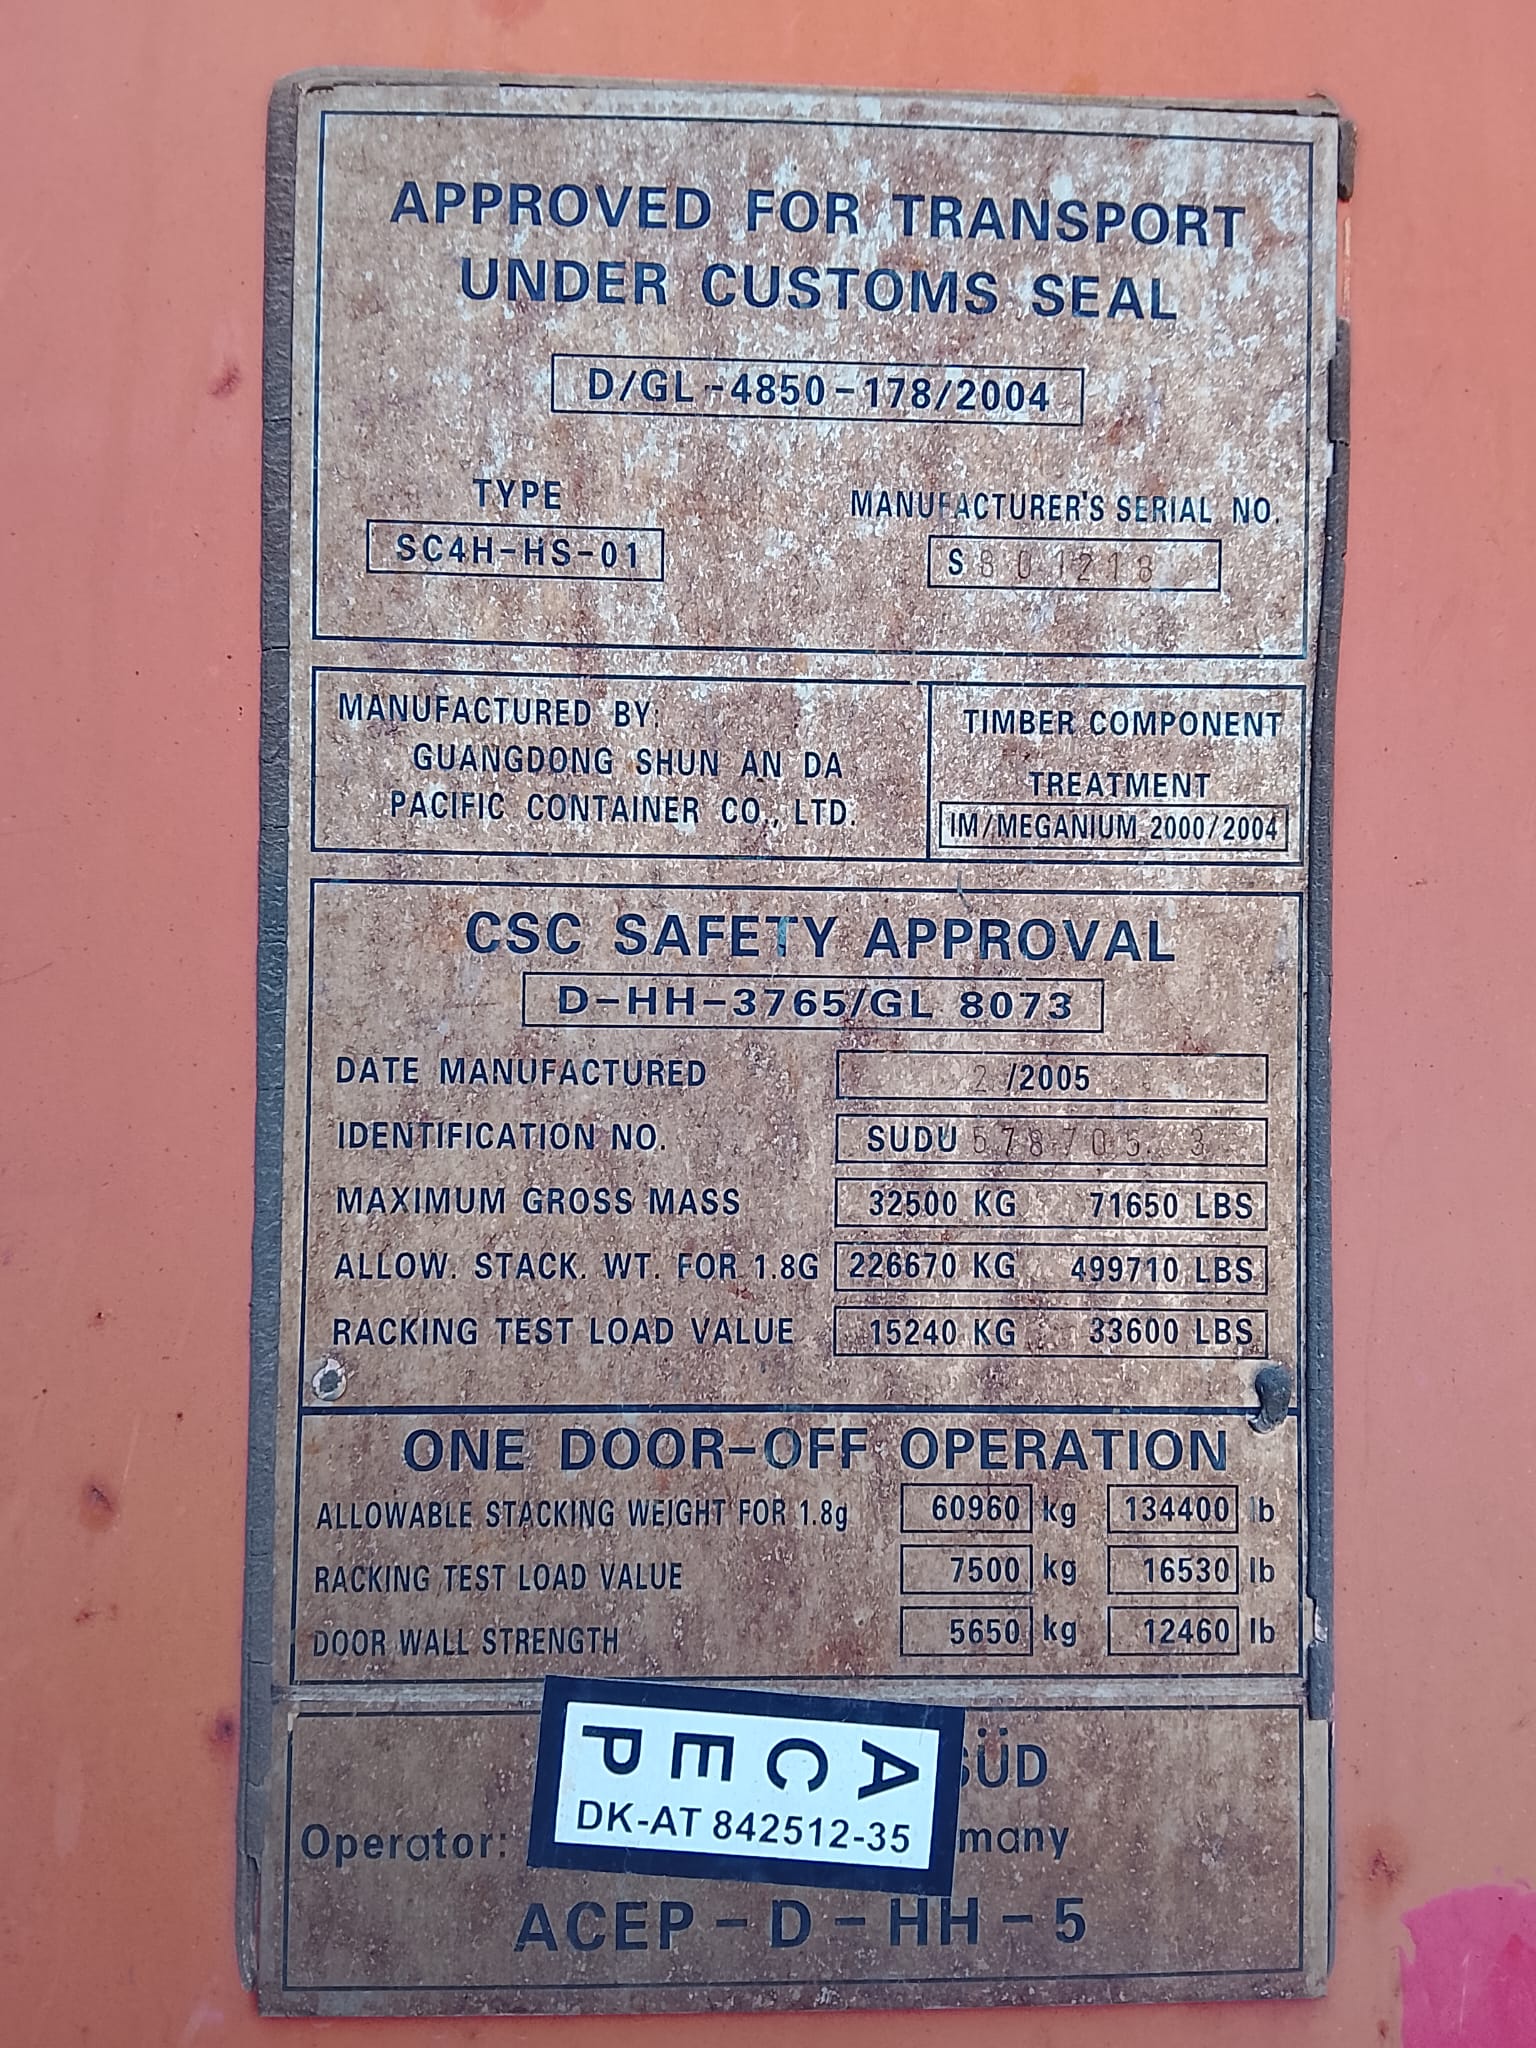 APPROVED FOR TRANSPORT
UNDER CUSTOMS SEAL
D/GL-4850-178/2004
TYPE
SC4H-HS-01
MANUFACTURER'S SERIAL NO.
S801218
MANUFACTURED BY:
GUANGDONG SHUN AN DA
PACIFIC CONTAINER CO., LTD.
TIMBER COMPONENT
TREATMENT
IM/MEGANIUM 2000/2004
CSC SAFETY APPROVAL
D-HH-3765/GL 8073
DATE MANUFACTURED 2/2005
IDENTIFICATION NO. SUDU 578705 3
MAXIMUM GROSS MASS 32500 KG 71650 LBS
ALLOW. STACK. WT. FOR 1.8G 226670 KG 499710 LBS
RACKING TEST LOAD VALUE 15240 KG 33600 LBS
ONE DOOR-OFF OPERATION
ALLOWABLE STACKING WEIGHT FOR 1.8g 60960 kg 134400 lb
RACKING TEST LOAD VALUE 7500 kg 16530 lb
DOOR WALL STRENGTH 5650 kg 12460 lb
SÜD
Operator: many
ACEP
DK-AT 842512-35
ACEP-D-HH-5